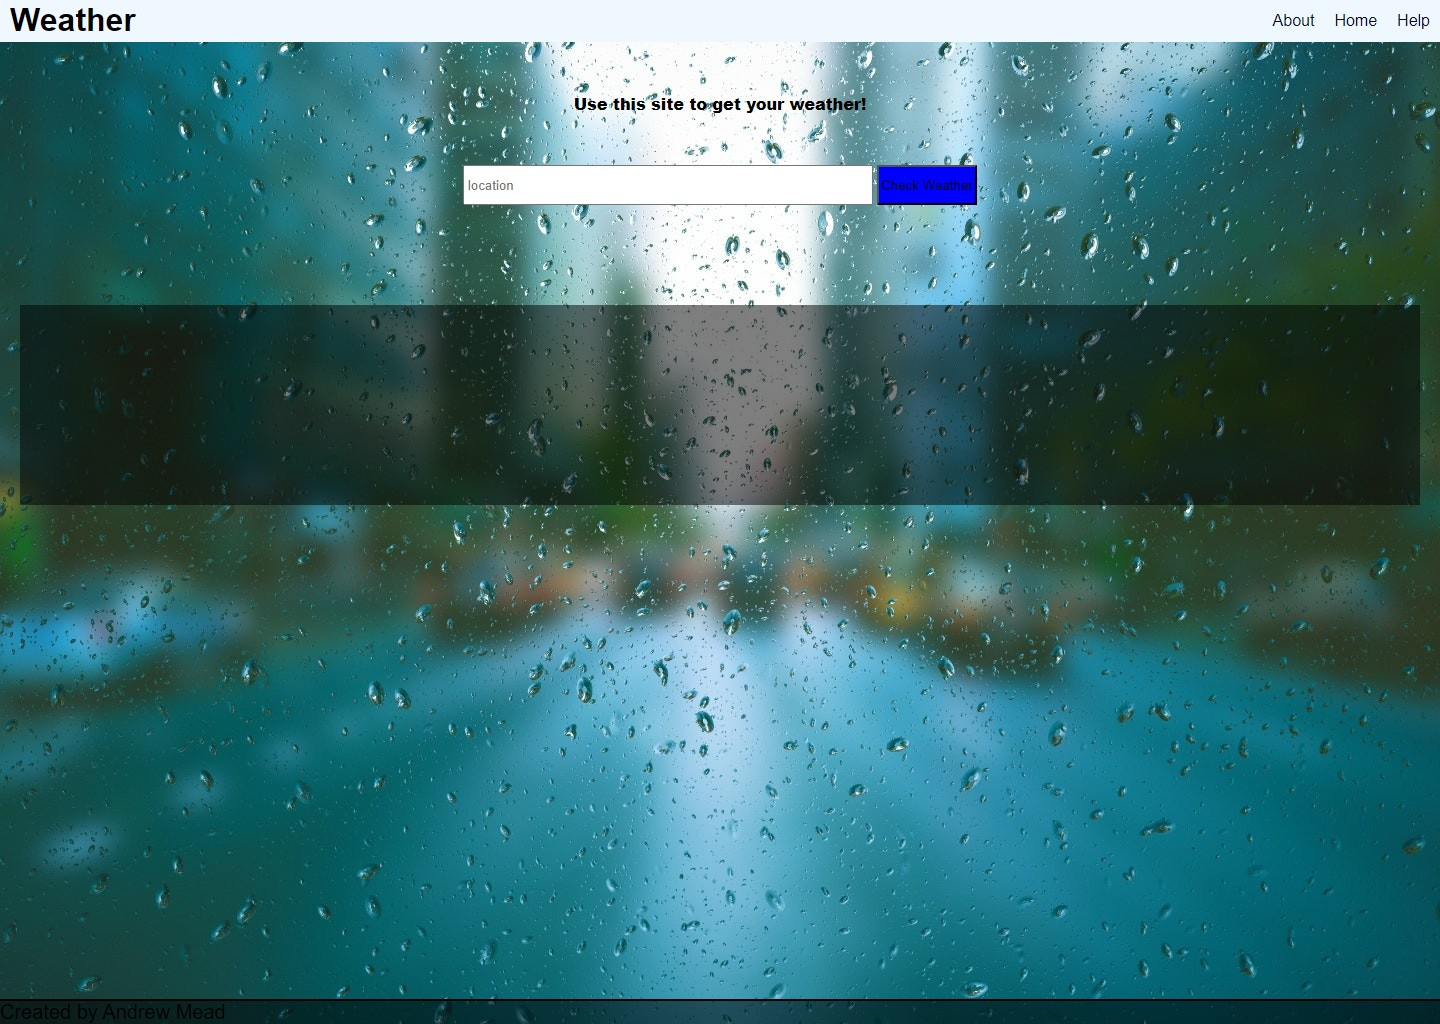 Weather
About Home Help
Use this site to get your weather!
location
Check Weather
Created by Andrew Mead